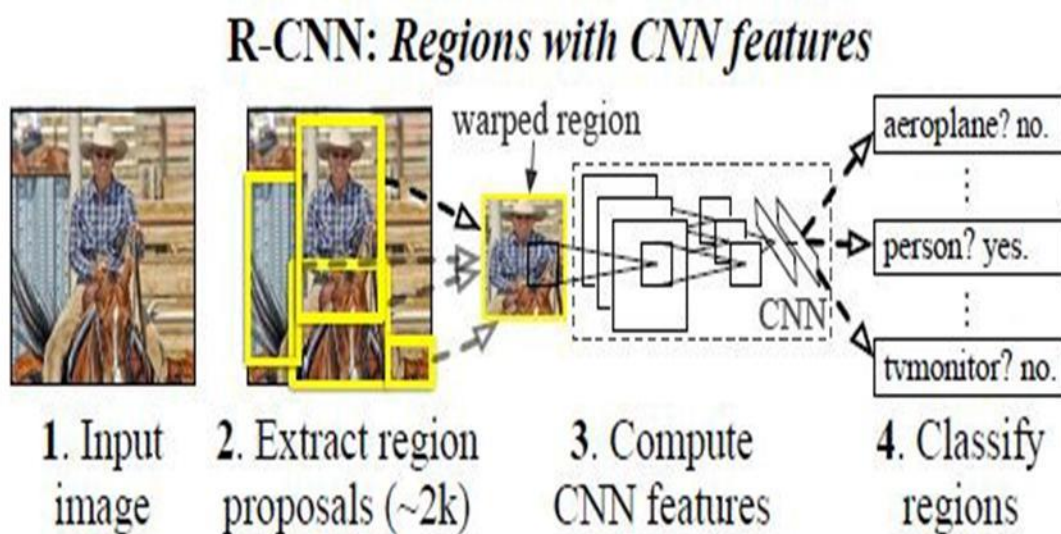 R-CNN: Regions with CNN features
warped region
aeroplane? no.
person? yes.
tvmonitor? no.
CNN
1. Input
image
2. Extract region
proposals (~2k)
3. Compute
CNN features
4. Classify
regions